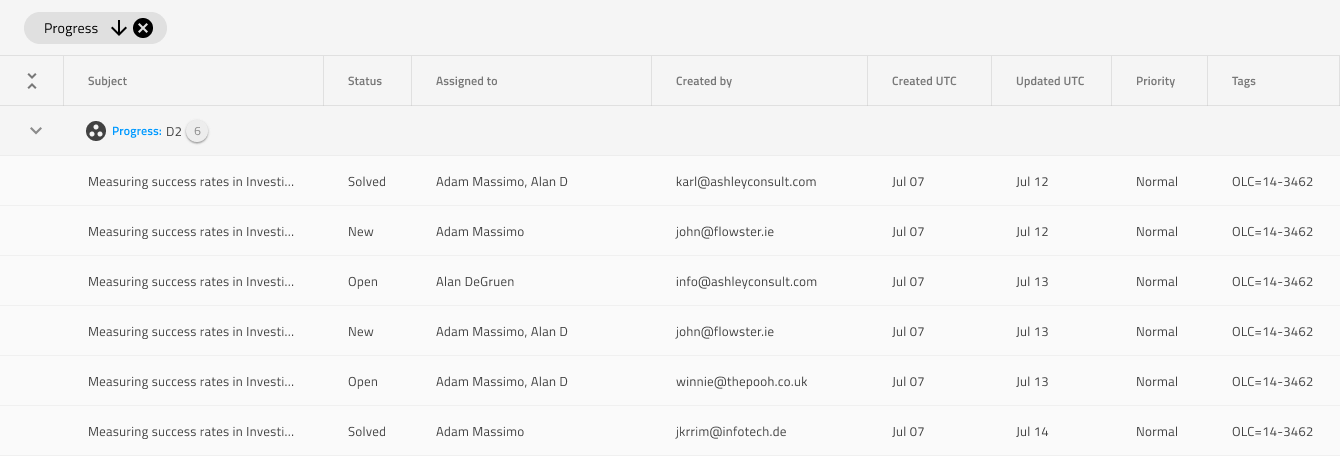 Progress
Subject Status Assigned to Created by Created UTC Updated UTC Priority Tags
Progress: D2 6
Measuring success rates in Investi... Solved Adam Massimo, Alan D karl@ashleyconsult.com Jul 07 Jul 12 Normal OLC=14-3462
Measuring success rates in Investi... New Adam Massimo john@flowster.ie Jul 07 Jul 12 Normal OLC=14-3462
Measuring success rates in Investi... Open Alan DeGruen info@ashleyconsult.com Jul 07 Jul 13 Normal OLC=14-3462
Measuring success rates in Investi... New Adam Massimo, Alan D john@flowster.ie Jul 07 Jul 13 Normal OLC=14-3462
Measuring success rates in Investi... Open Adam Massimo, Alan D winnie@thepooh.co.uk Jul 07 Jul 13 Normal OLC=14-3462
Measuring success rates in Investi... Solved Adam Massimo jkrrim@infotech.de Jul 07 Jul 14 Normal OLC=14-3462